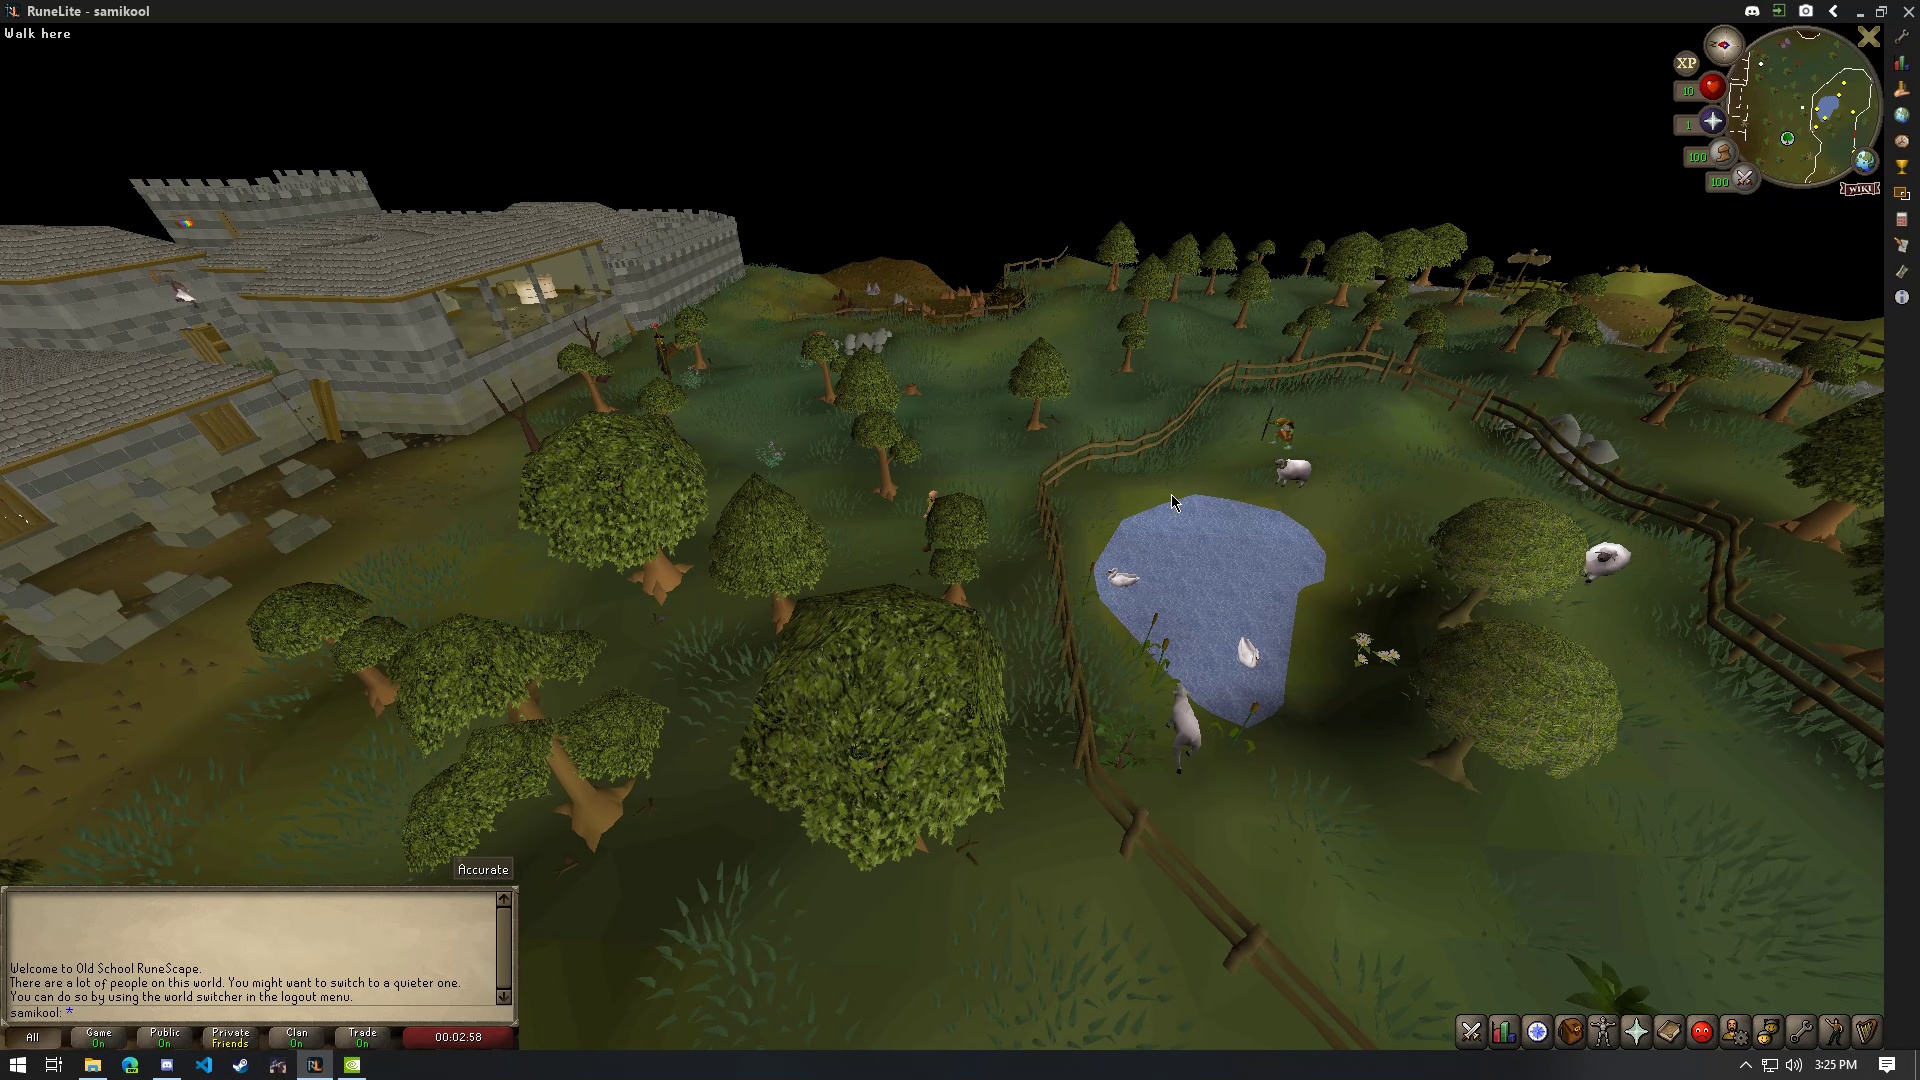 RuneLite - samikool
Walk here
XP
10
1
100
100
WIKI
Accurate
Welcome to Old School RuneScape.
There are a lot of people on this world. You might want to switch to a quieter one.
You can do so by using the world switcher in the logout menu.
samikool: *
All
Game
On
Public
On
Private
Friends
Clan
On
Trade
On
00:02:58
3:25 PM